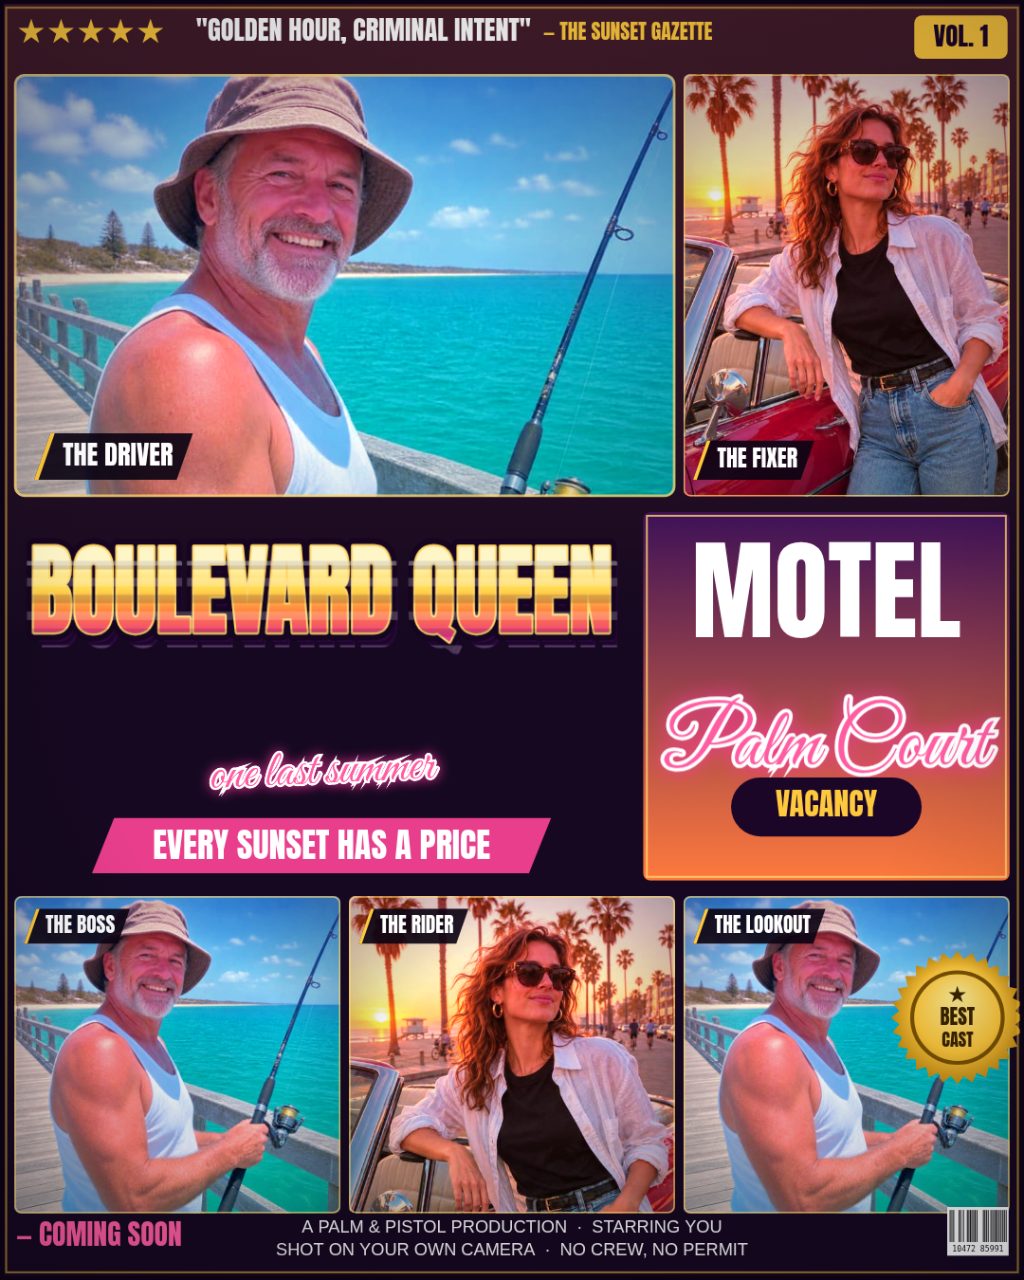 ★★★★★ "GOLDEN HOUR, CRIMINAL INTENT" – THE SUNSET GAZETTE
VOL. 1
THE DRIVER
THE FIXER
BOULEVARD QUEEN
one last summer
EVERY SUNSET HAS A PRICE
MOTEL
Palm Court
VACANCY
THE BOSS
THE RIDER
THE LOOKOUT
★
BEST
CAST
– COMING SOON
A PALM & PISTOL PRODUCTION · STARRING YOU
SHOT ON YOUR OWN CAMERA · NO CREW, NO PERMIT
10472 85991